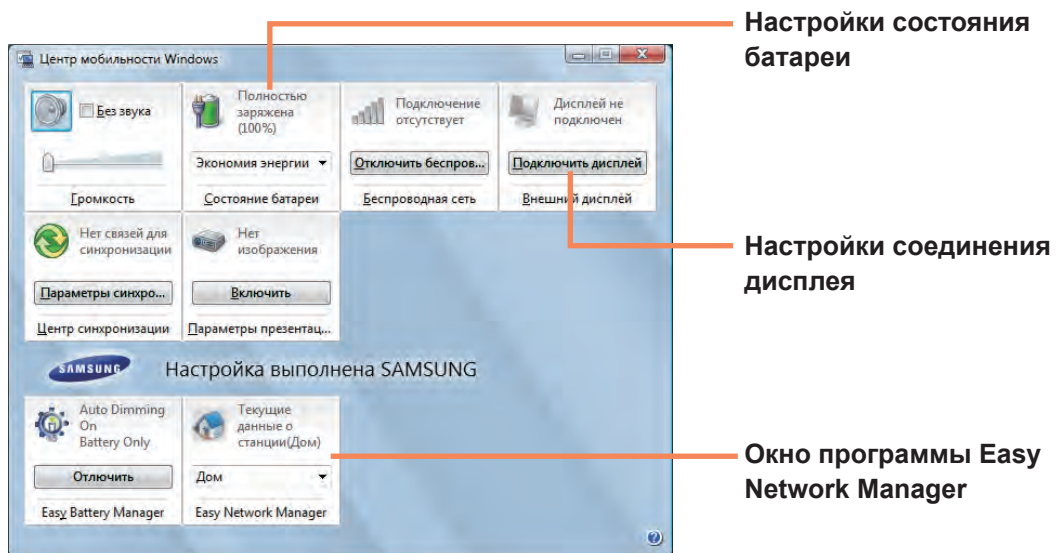 Настройки состояния
батареи
Центр мобильности Windows
Без звука
Громкость
Полностью
заряжена
(100%)
Экономия энергии
Состояние батареи
Подключение
отсутствует
Отключить беспров...
Беспроводная сеть
Дисплей не
подключен
Подключить дисплей
Внешний дисплей
Настройки соединения
дисплея
Нет связей для
синхронизации
Параметры синхро...
Центр синхронизации
Нет
изображения
Включить
Параметры презентац...
SAMSUNG
Настройка выполнена SAMSUNG
Auto Dimming
On
Battery Only
Отлючить
Easy Battery Manager
Текущие
данные о
станции(Дом)
Дом
Easy Network Manager
Окно программы Easy
Network Manager